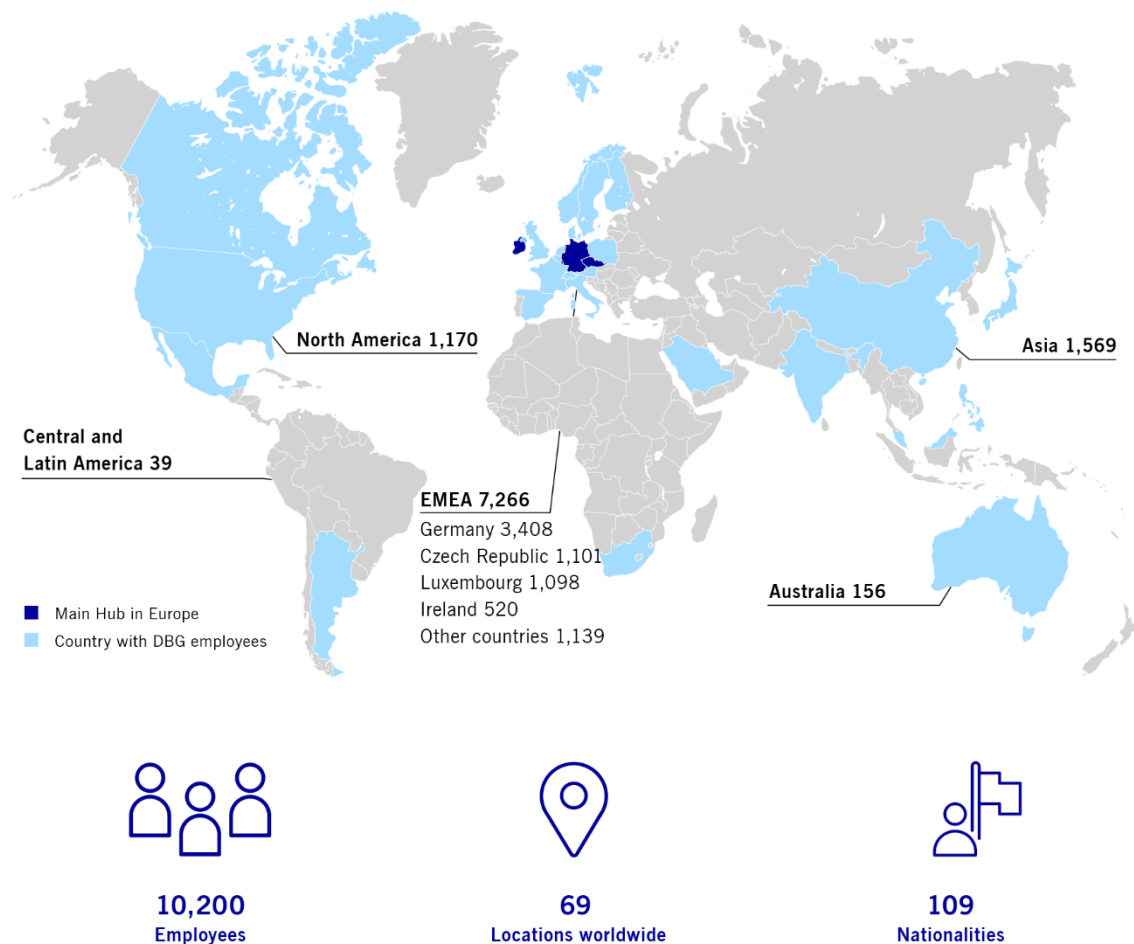 North America 1,170
Asia 1,569
Central and
Latin America 39
EMEA 7,266
Germany 3,408
Czech Republic 1,101
Luxembourg 1,098
Ireland 520
Other countries 1,139
Australia 156
Main Hub in Europe
Country with DBG employees
10,200
Employees
69
Locations worldwide
109
Nationalities